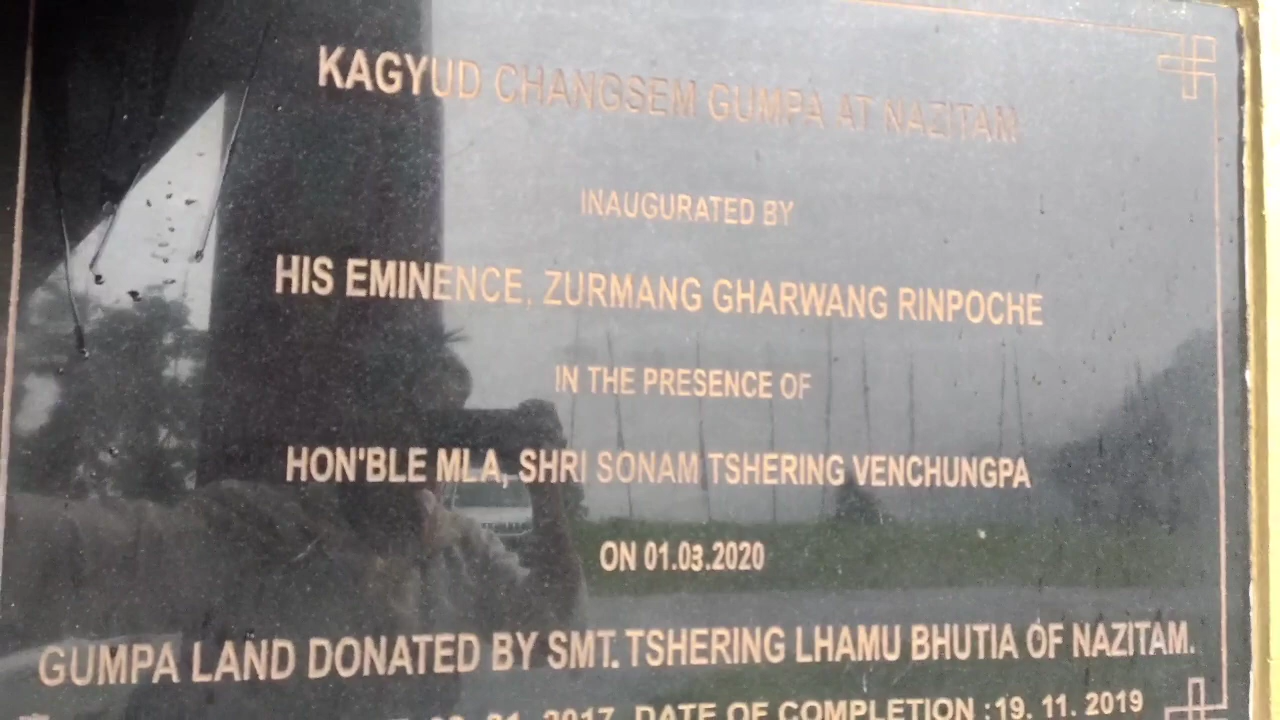 KAGYUD CHANGSEM GUMPA AT NAZITAM
INAUGURATED BY
HIS EMINENCE, ZURMANG GHARWANG RINPOCHE
IN THE PRESENCE OF
HON'BLE MLA, SHRI SONAM TSHERING VENCHUNGPA
ON 01.03.2020
GUMPA LAND DONATED BY SMT. TSHERING LHAMU BHUTIA OF NAZITAM.
2017 DATE OF COMPLETION :19. 11. 2019